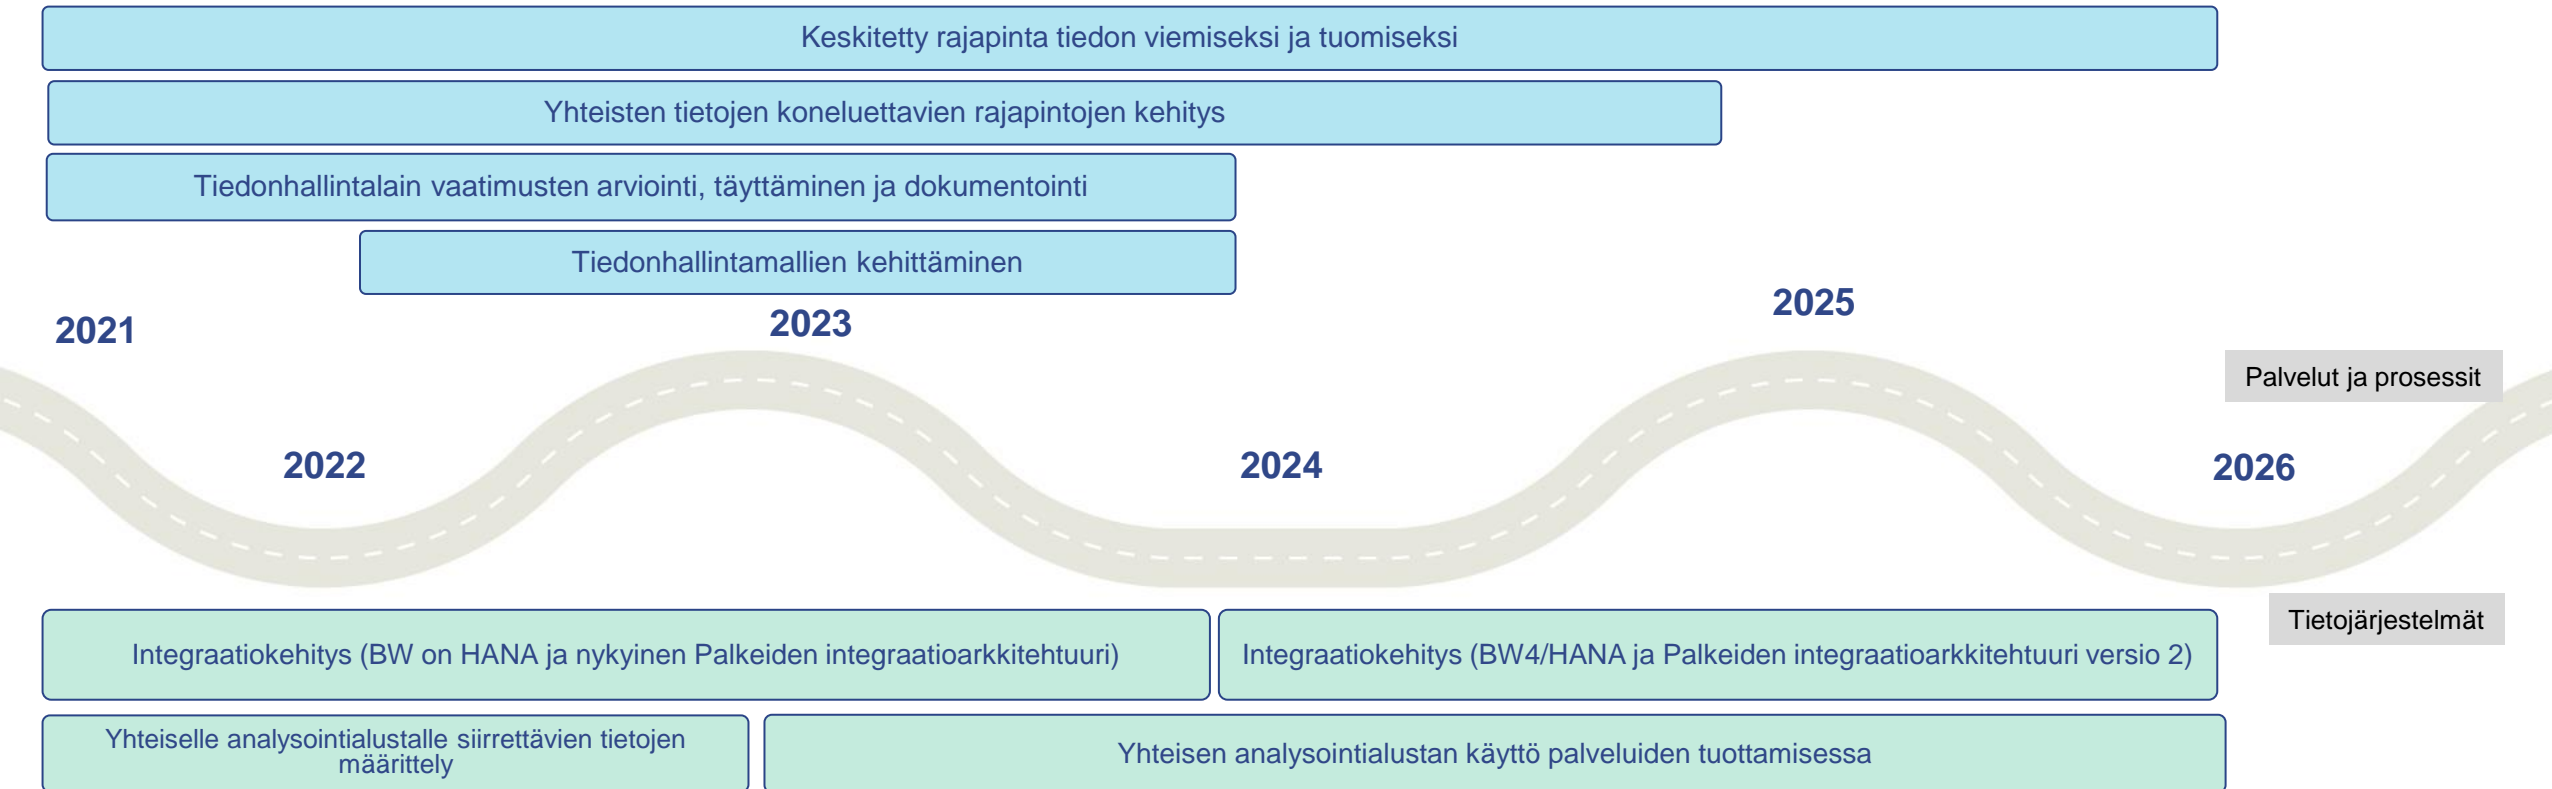 Keskitetty rajapinta tiedon viemiseksi ja tuomiseksi
Yhteisten tietojen koneluettavien rajapintojen kehitys
Tiedonhallintalain vaatimusten arviointi, täyttäminen ja dokumentointi
Tiedonhallintamallien kehittäminen
2021
2023
2025
Palvelut ja prosessit
2022
2024
2026
Tietojärjestelmät
Integraatiokehitys (BW on HANA ja nykyinen Palkeiden integraatioarkkitehtuuri)
Integraatiokehitys (BW4/HANA ja Palkeiden integraatioarkkitehtuuri versio 2)
Yhteiselle analysointialustalle siirrettävien tietojen
määrittely
Yhteisen analysointialustan käyttö palveluiden tuottamisessa